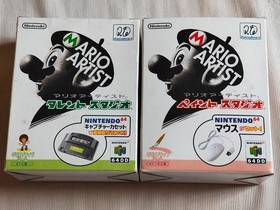 Nintendo
MARIO
ARTIST
マリオアーティスト
タレントスタジオ
NINTENDO64
キャプチャーカセット
64DD
Nintendo
MARIO
ARTIST
マリオアーティスト
ペイントスタジオ
NINTENDO64
マウス
64DD